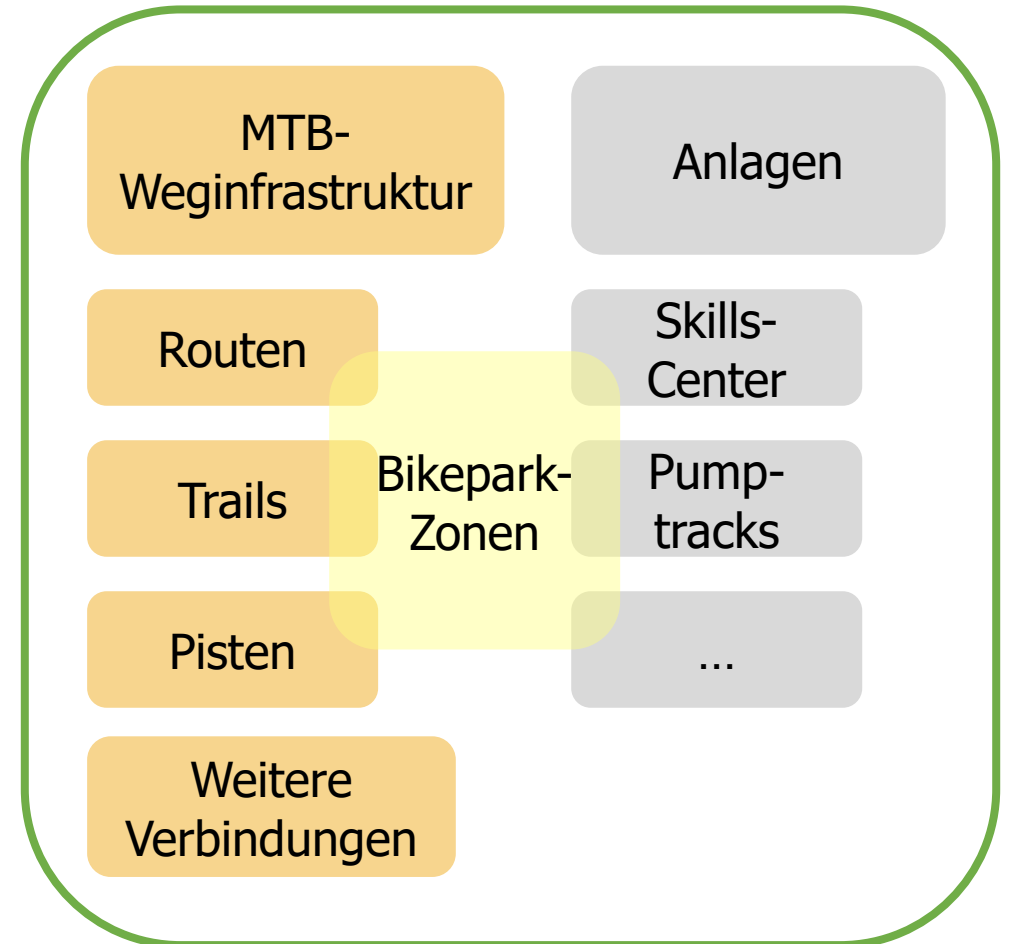 MTB-
Weginfrastruktur
Anlagen
Routen
Skills-
Center
Trails
Bikepark-
Zonen
Pump-
tracks
Pisten
...
Weitere
Verbindungen